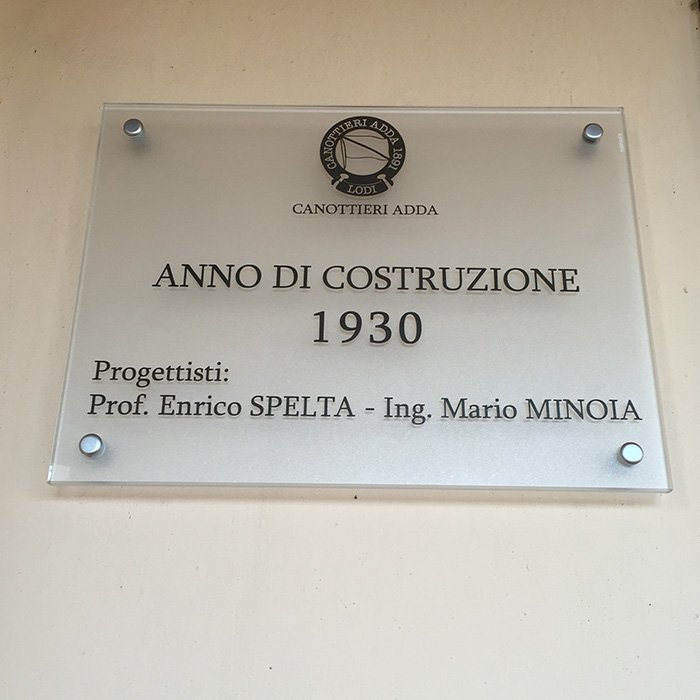 CANOTTIERI ADDA 1891
LODI
CANOTTIERI ADDA
ANNO DI COSTRUZIONE
1930
Progettisti:
Prof. Enrico SPELTA - Ing. Mario MINOIA